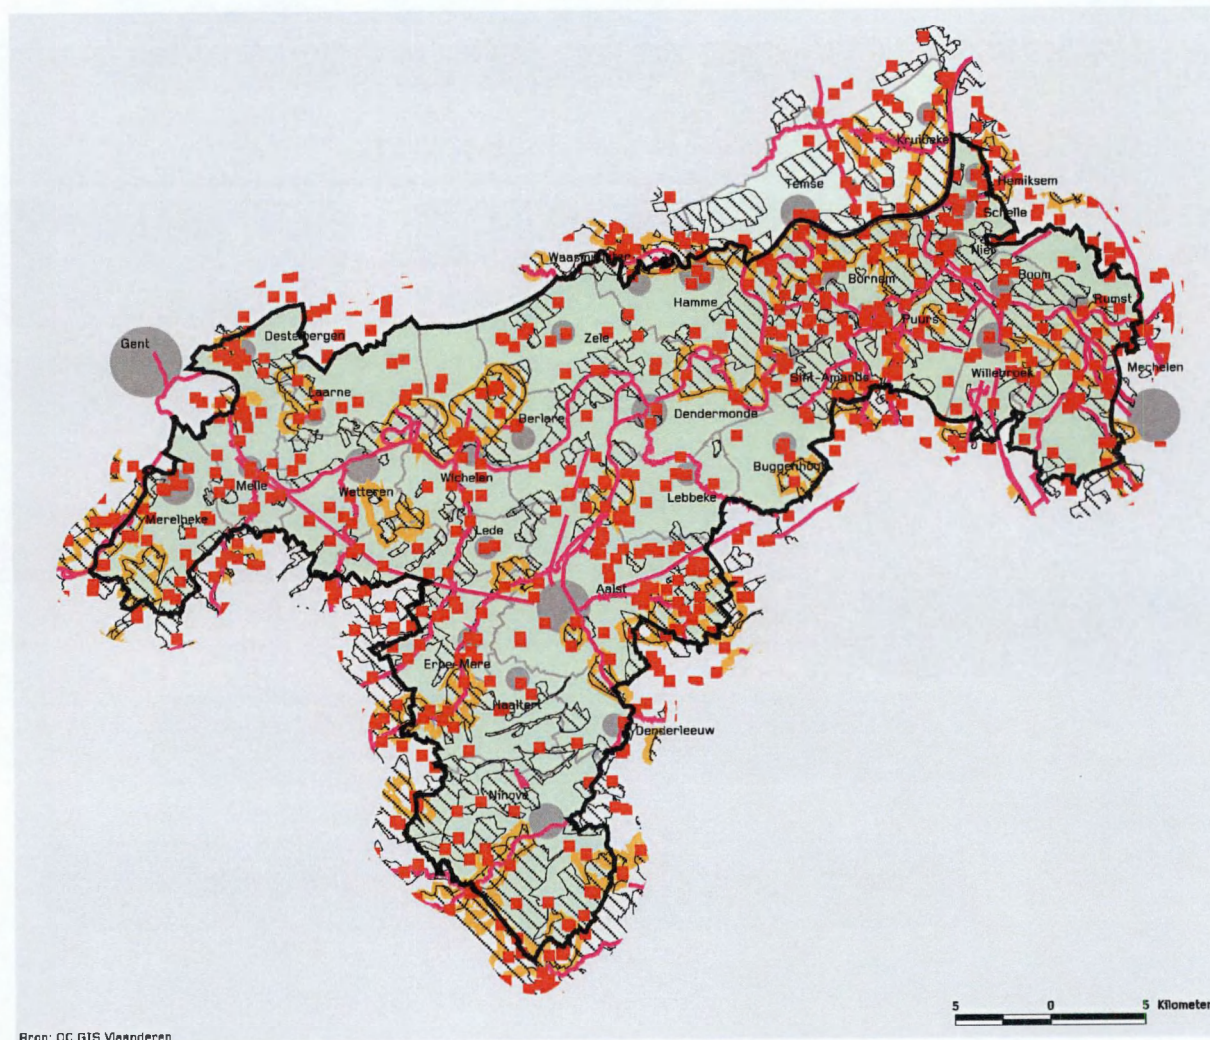 Kruibeke
Temse
Hemiksem
Schelle
Niel
Waasmunster
Bornem
Boom
Hamme
Rumst
Puurs
Destelbergen
Zele
Gent
Mechelen
Willebroek
Sint-Amands
Laarne
Berlare
Dendermonde
Buggenhout
Melle
Wichelen
Wetteren
Lebbeke
Merelbeke
Lede
Aalst
Erpe-Mere
Haaltert
Denderleeuw
Ninove
5 0 5 Kilometer
Bron: OC GIS Vlaanderen